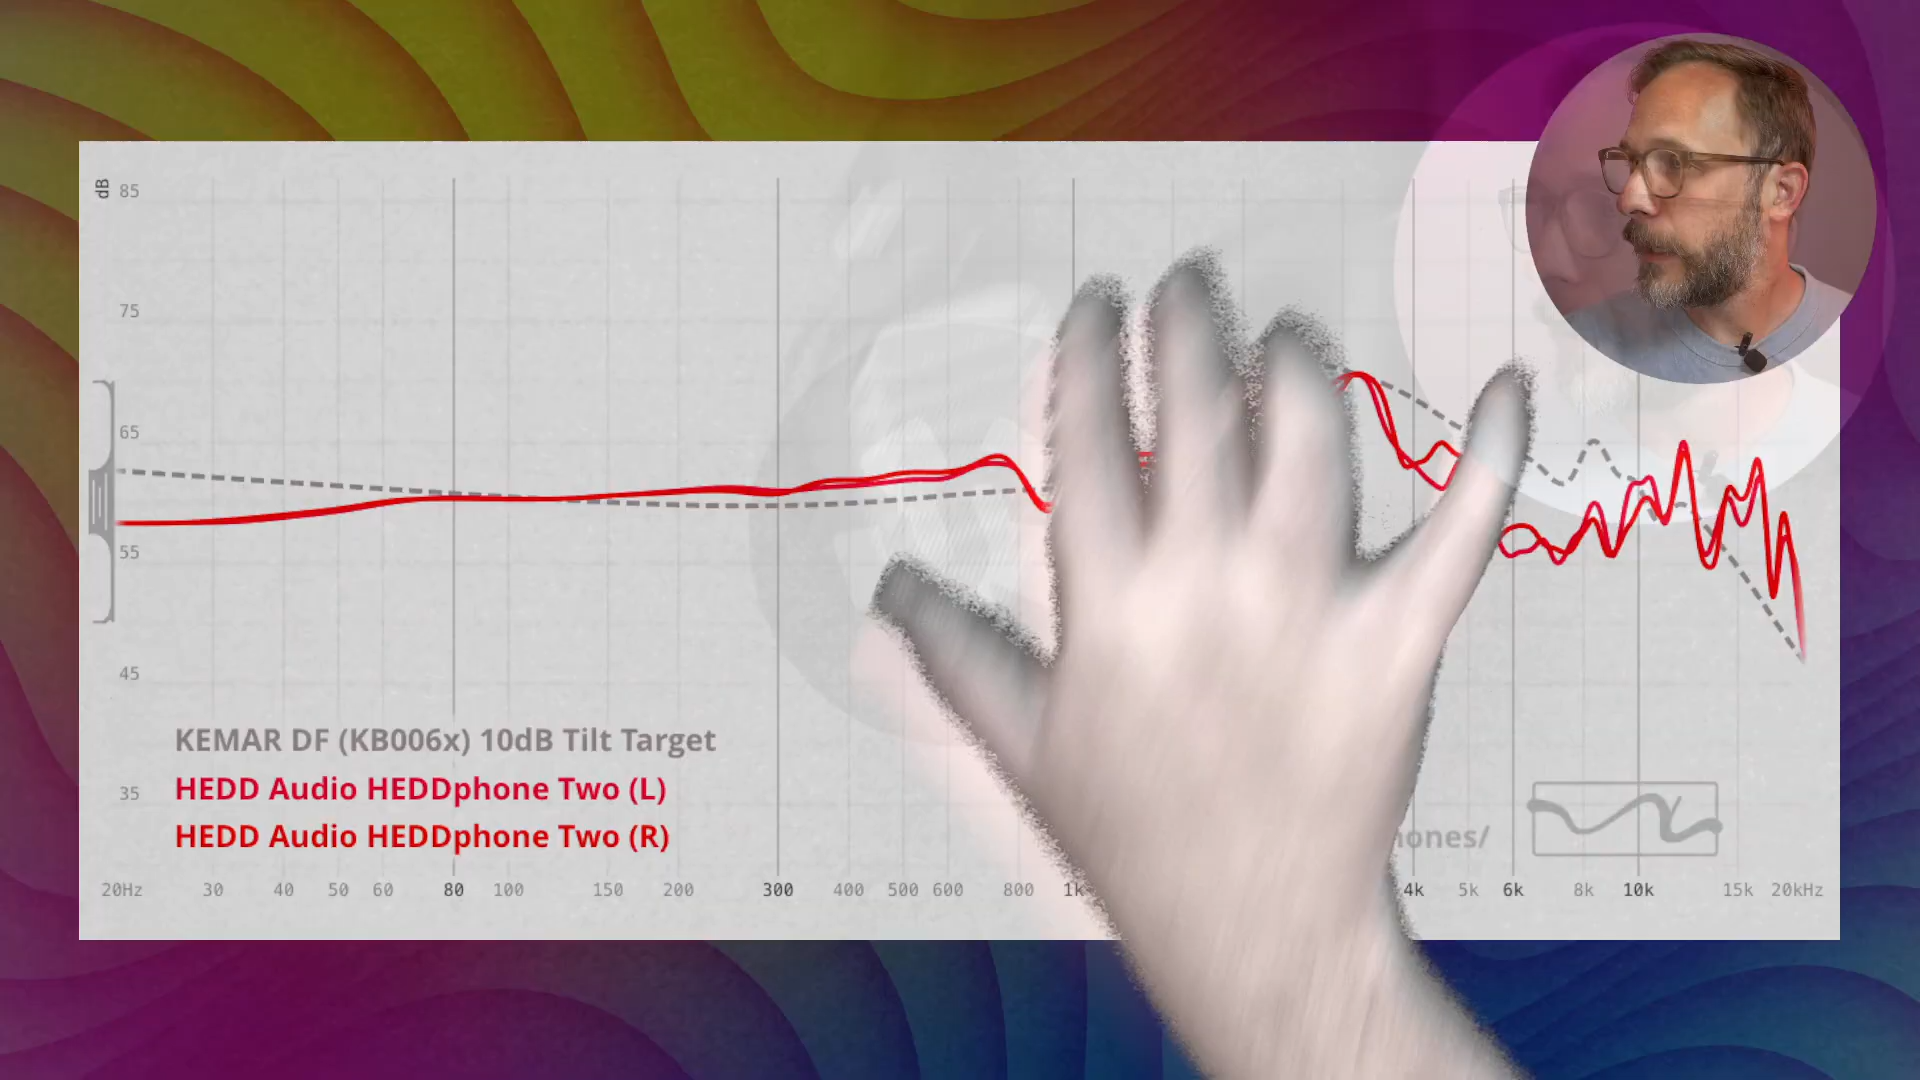 dB
85
75
65
55
45
35
KEMAR DF (KB006x) 10dB Tilt Target
HEDD Audio HEDDphone Two (L)
HEDD Audio HEDDphone Two (R)
20Hz 30 40 50 60 80 100 150 200 300 400 500 600 800 4k 5k 6k 8k 10k 15k 20kHz